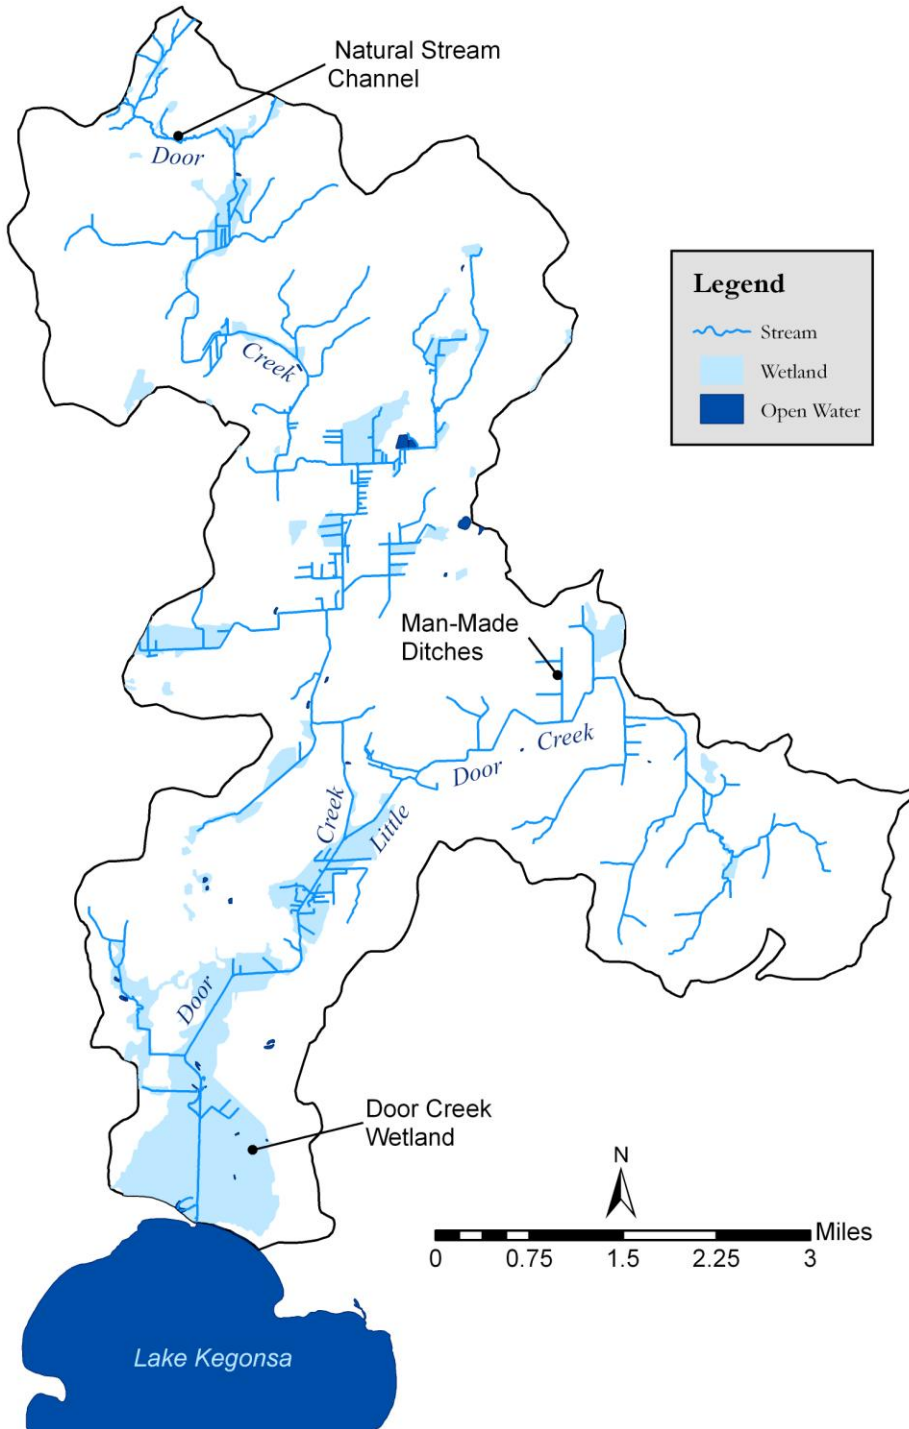 Natural Stream
Channel
Door
Legend
Stream
Creek
Wetland
Open Water
Man-Made
Ditches
Creek
Door
Creek
Little
Door
Door Creek
Wetland
N
Miles
0 0.75 1.5 2.25 3
Lake Kegonsa